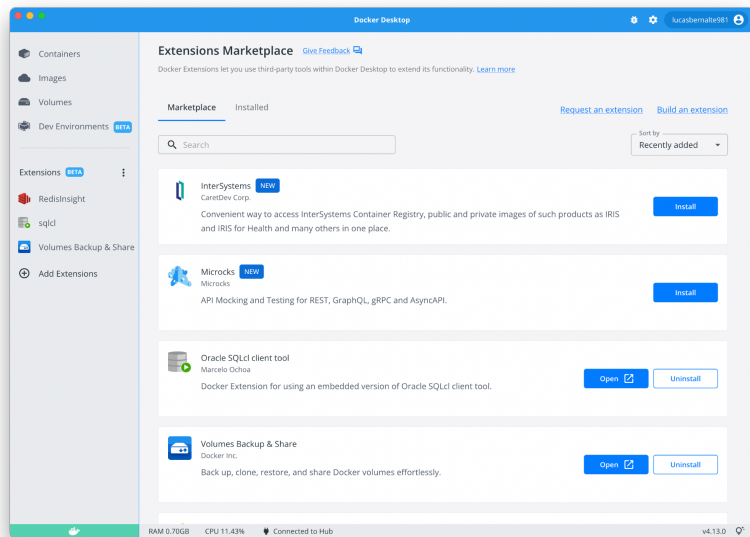 Docker Desktop
lucasbernalte981
Containers
Images
Volumes
Dev Environments BETA
Extensions BETA
RedisInsight
sqlcl
Volumes Backup & Share
Add Extensions
Extensions Marketplace Give Feedback
Docker Extensions let you use third-party tools within Docker Desktop to extend its functionality. Learn more
Marketplace Installed
Request an extension Build an extension
Search
Sort by
Recently added
InterSystems NEW
CaretDev Corp.
Convenient way to access InterSystems Container Registry, public and private images of such products as IRIS
and IRIS for Health and many others in one place.
Install
Microcks NEW
Microcks
API Mocking and Testing for REST, GraphQL, gRPC and AsyncAPI.
Install
Oracle SQLcl client tool
Marcelo Ochoa
Docker Extension for using an embedded version of Oracle SQLcl client tool.
Open Uninstall
Volumes Backup & Share
Docker Inc.
Back up, clone, restore, and share Docker volumes effortlessly.
Open Uninstall
RAM 0.70GB CPU 11.43% Connected to Hub
v4.13.0